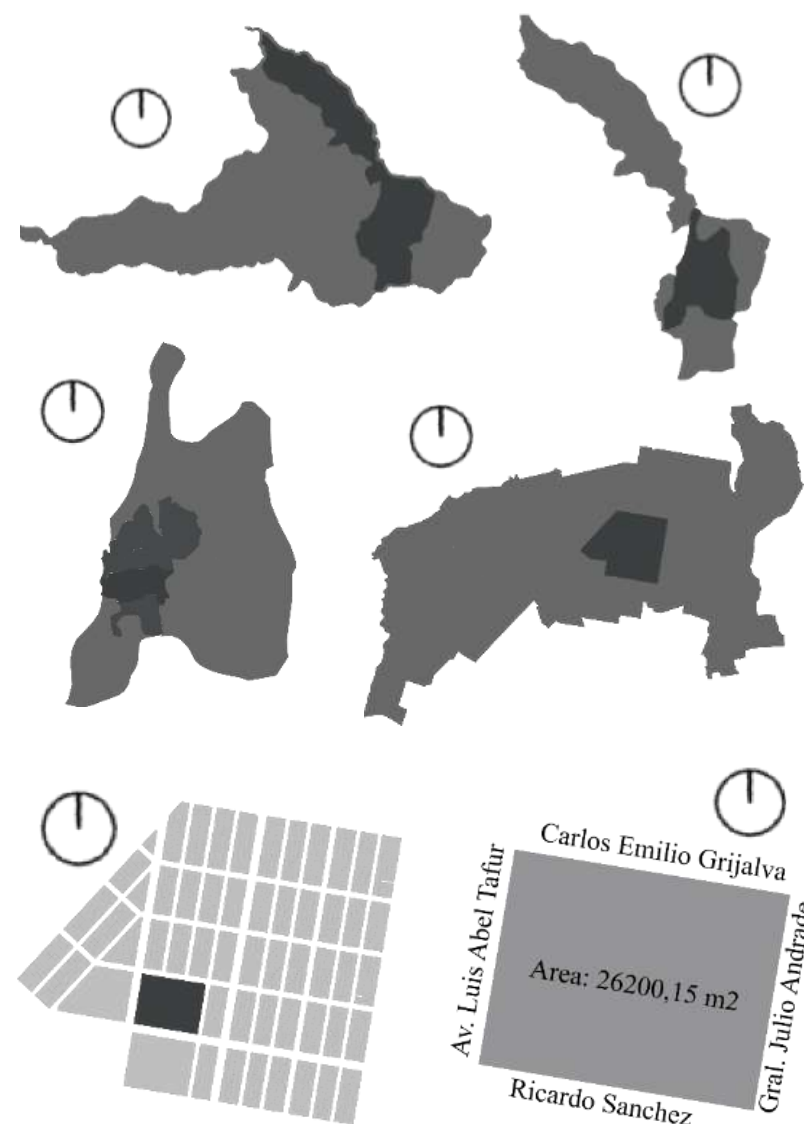 Carlos Emilio Grijalva
Av. Luis Abel Tafur
Area: 26200,15 m2
Gral. Julio Andrade
Ricardo Sanchez